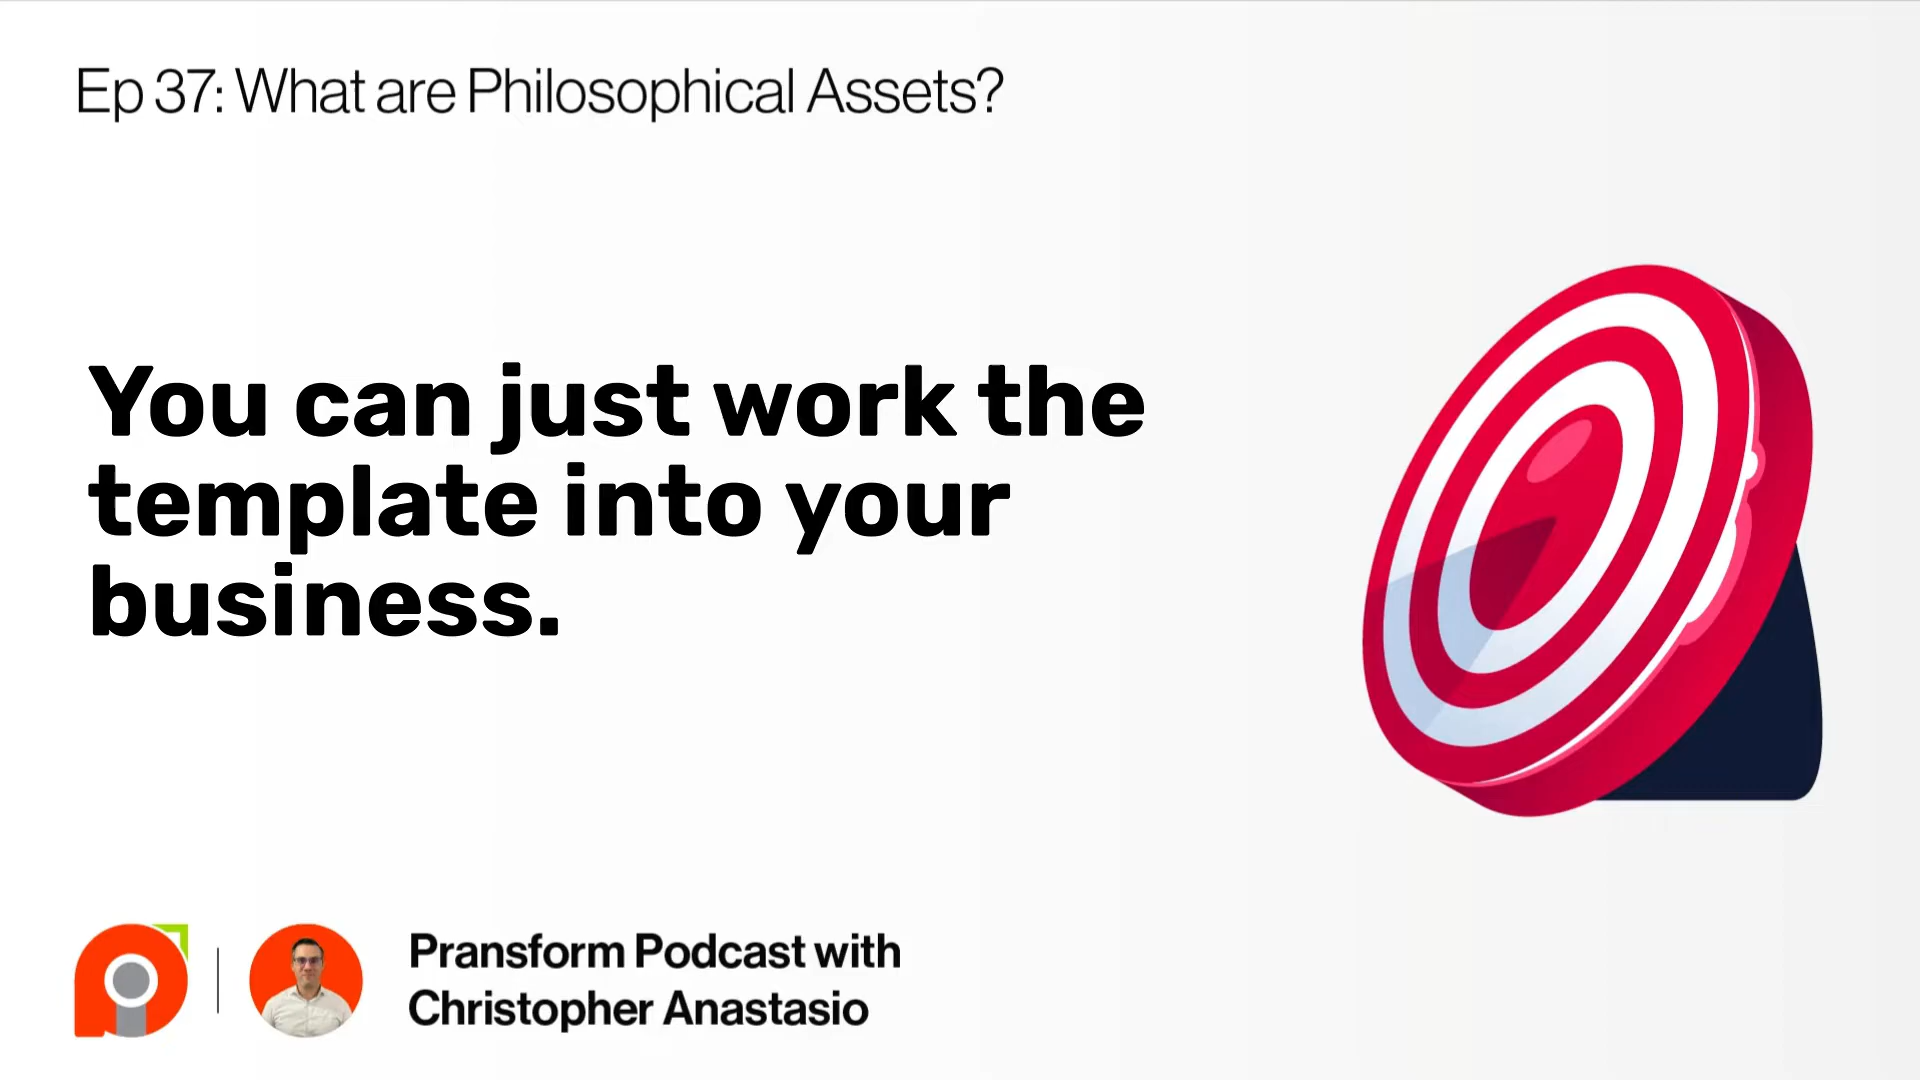 Ep 37: What are Philosophical Assets?
You can just work the
template into your
business.
Pransform Podcast with
Christopher Anastasio